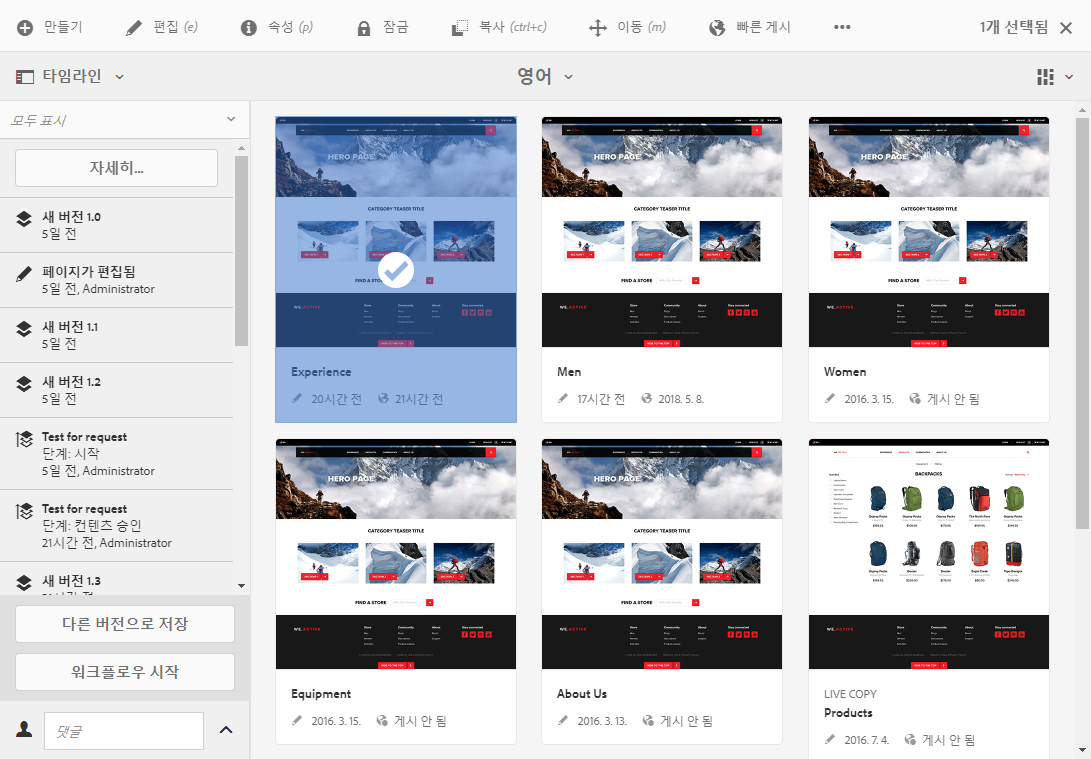 만들기
편집 (e)
속성 (p)
잠금
복사 (ctrl+c)
이동 (m)
빠른 게시
1개 선택됨
타임라인
영어
모두 표시
자세히...
새 버전 1.0
5일 전
페이지가 편집됨
5일 전, Administrator
새 버전 1.1
5일 전
새 버전 1.2
5일 전
Test for request
단계: 시작
5일 전, Administrator
Test for request
단계: 컨텐츠 승인
21시간 전, Administrator
새 버전 1.3
다른 버전으로 저장
워크플로우 시작
댓글
HERO PAGE
CATEGORY TEASER TITLE
FIND A STORE
Experience
20시간 전
21시간 전
HERO PAGE
CATEGORY TEASER TITLE
FIND A STORE
WE.ACTIVE
Men
17시간 전
2018. 5. 8.
HERO PAGE
CATEGORY TEASER TITLE
FIND A STORE
WE.ACTIVE
Women
2016. 3. 15.
게시 안 됨
HERO PAGE
CATEGORY TEASER TITLE
FIND A STORE
WE.ACTIVE
Equipment
2016. 3. 15.
게시 안 됨
HERO PAGE
CATEGORY TEASER TITLE
FIND A STORE
WE.ACTIVE
About Us
2016. 3. 13.
게시 안 됨
BACKPACKS
WE.ACTIVE
LIVE COPY
Products
2016. 7. 4.
게시 안 됨